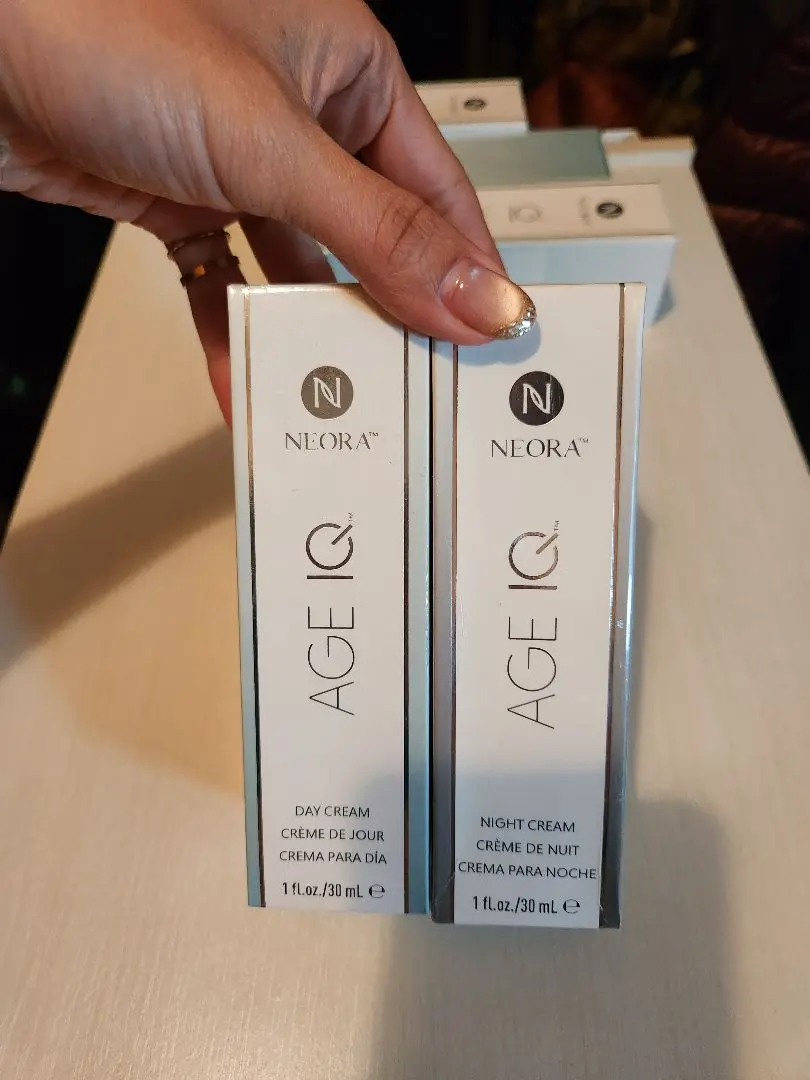 N
NEORA™
AGE IQ™
DAY CREAM
CRÈME DE JOUR
CREMA PARA DÍA
1 fl.oz./30 mL ℮
N
NEORA™
AGE IQ™
NIGHT CREAM
CRÈME DE NUIT
CREMA PARA NOCHE
1 fl.oz./30 mL ℮
N
IQ
N